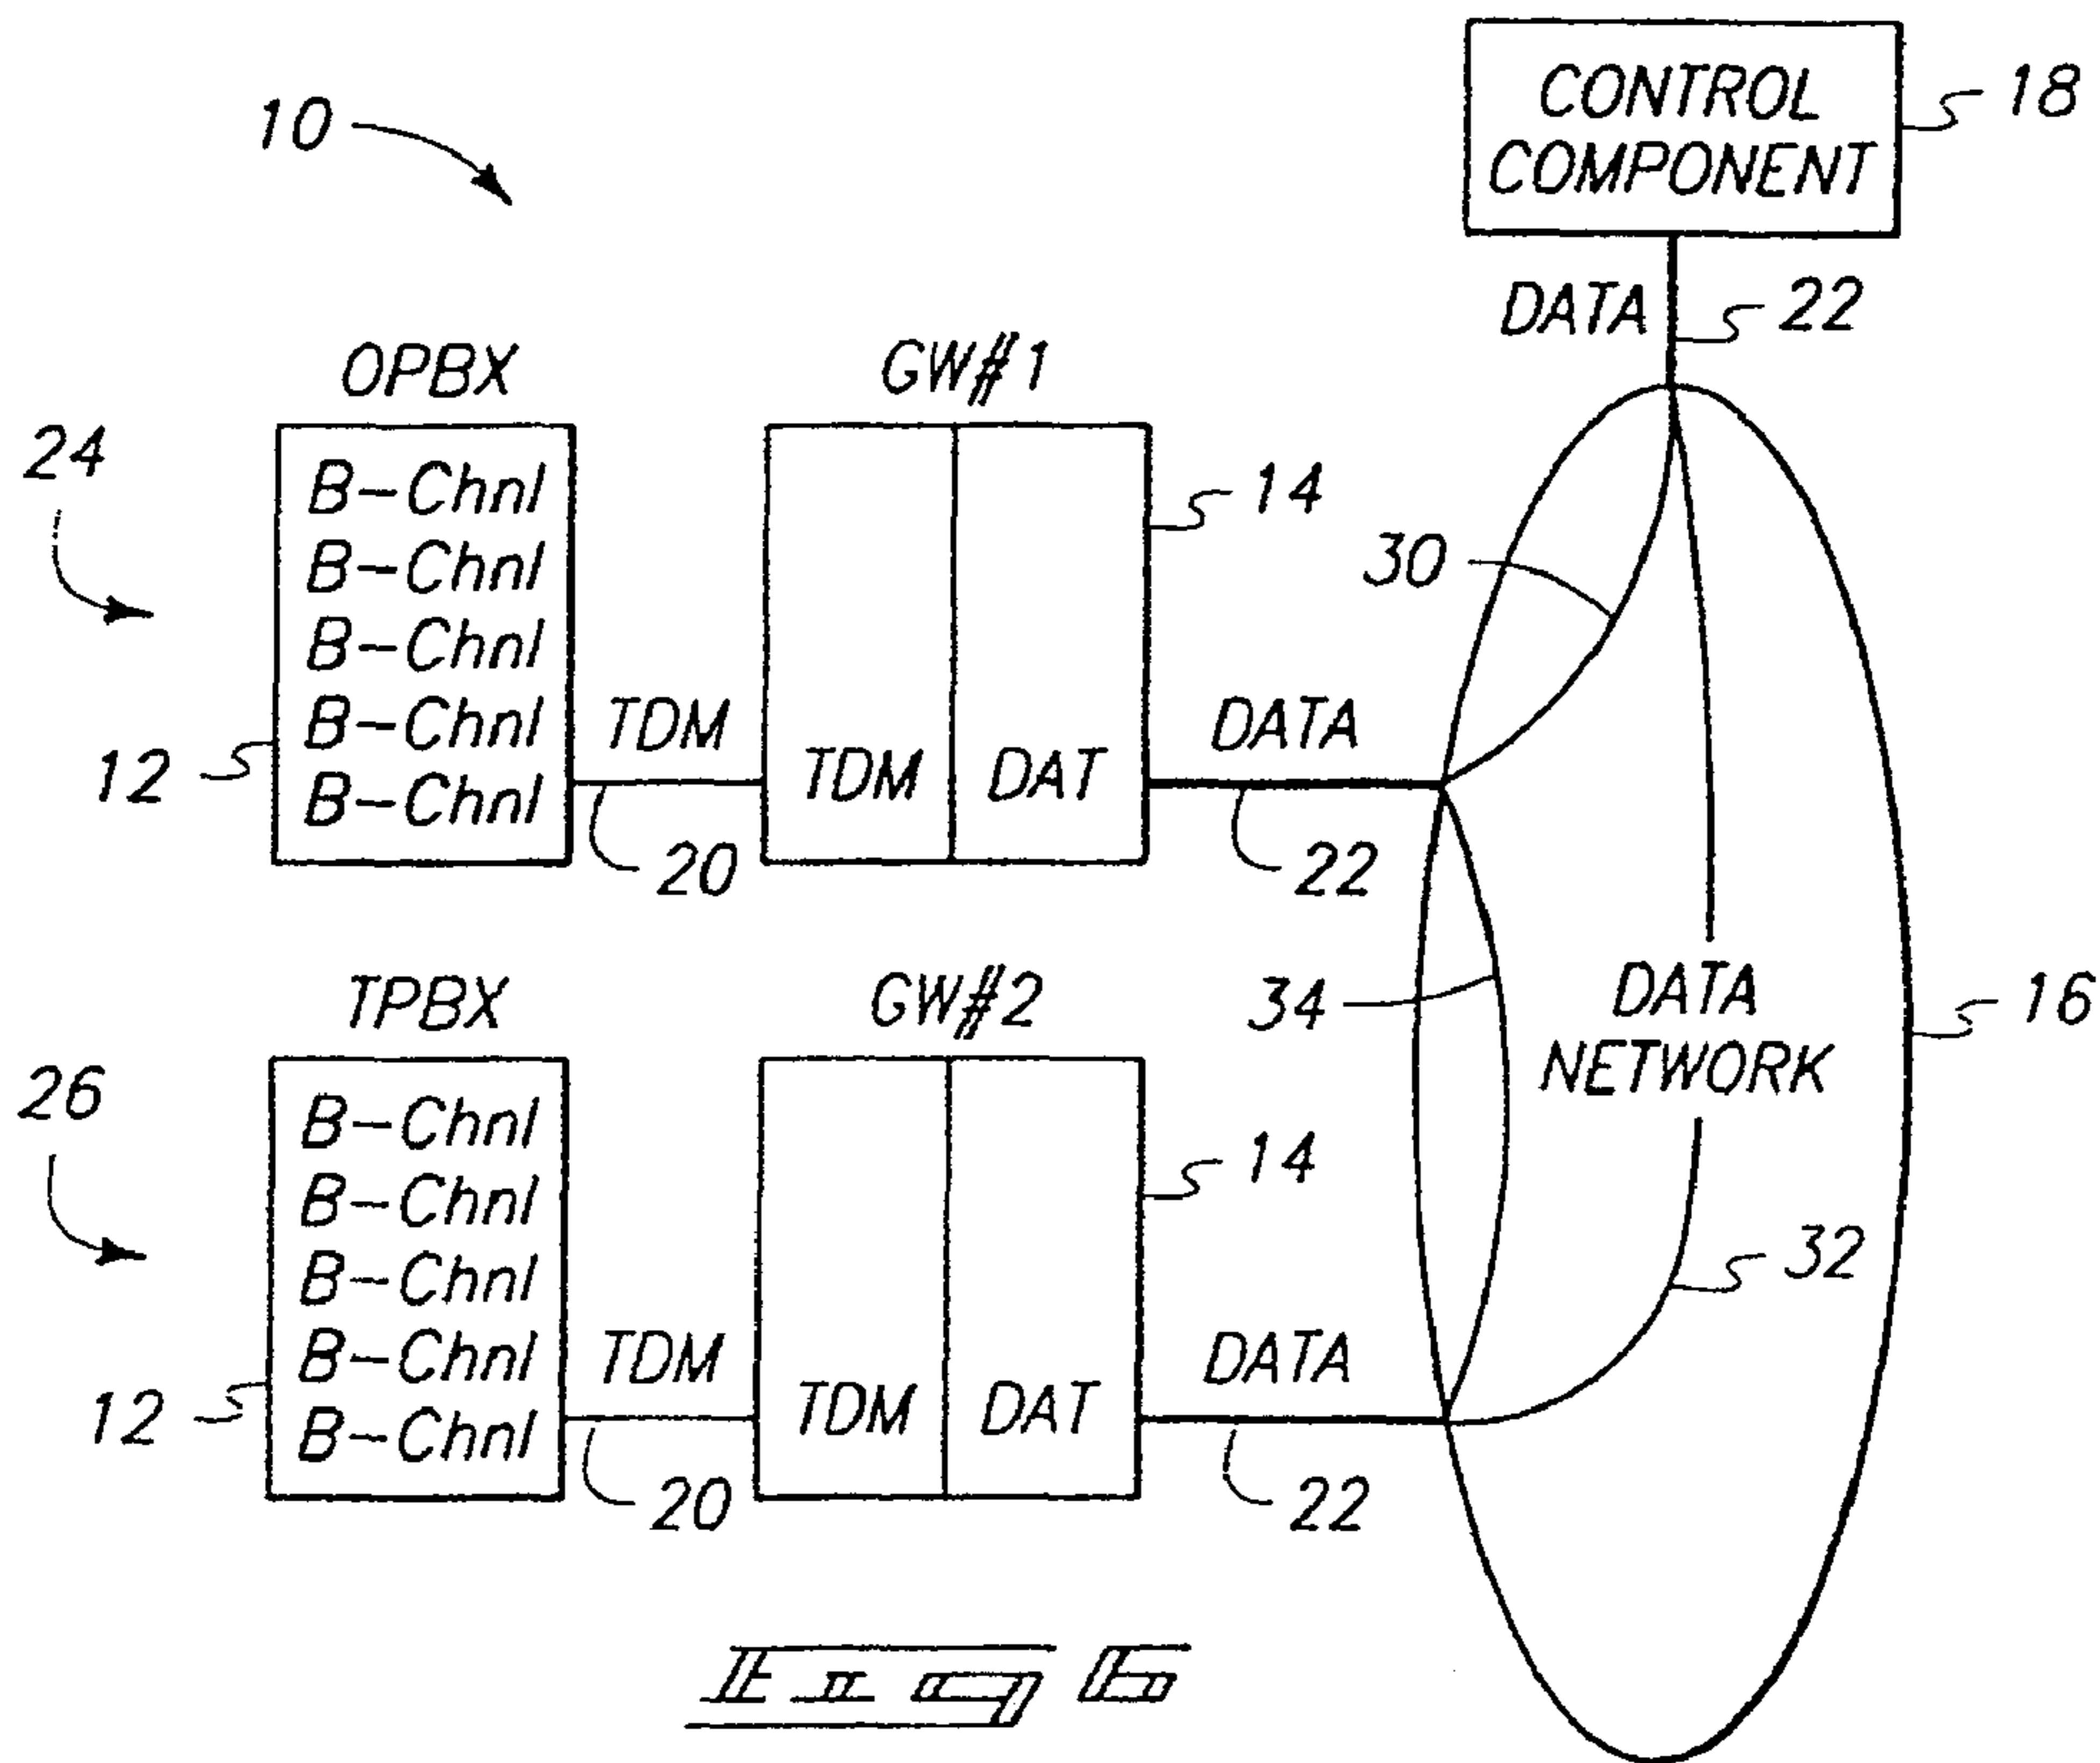 CONTROL
COMPONENT
18
10
DATA
22
OPBX
GW#1
24
B-Chnl
B-Chnl
B-Chnl
B-Chnl
B-Chnl
14
30
12
TDM
TDM
DAT
DATA
20
22
TPBX
GW#2
34
DATA
NETWORK
16
26
B-Chnl
B-Chnl
B-Chnl
B-Chnl
B-Chnl
14
32
12
TDM
TDM
DAT
DATA
20
22
Fig 6